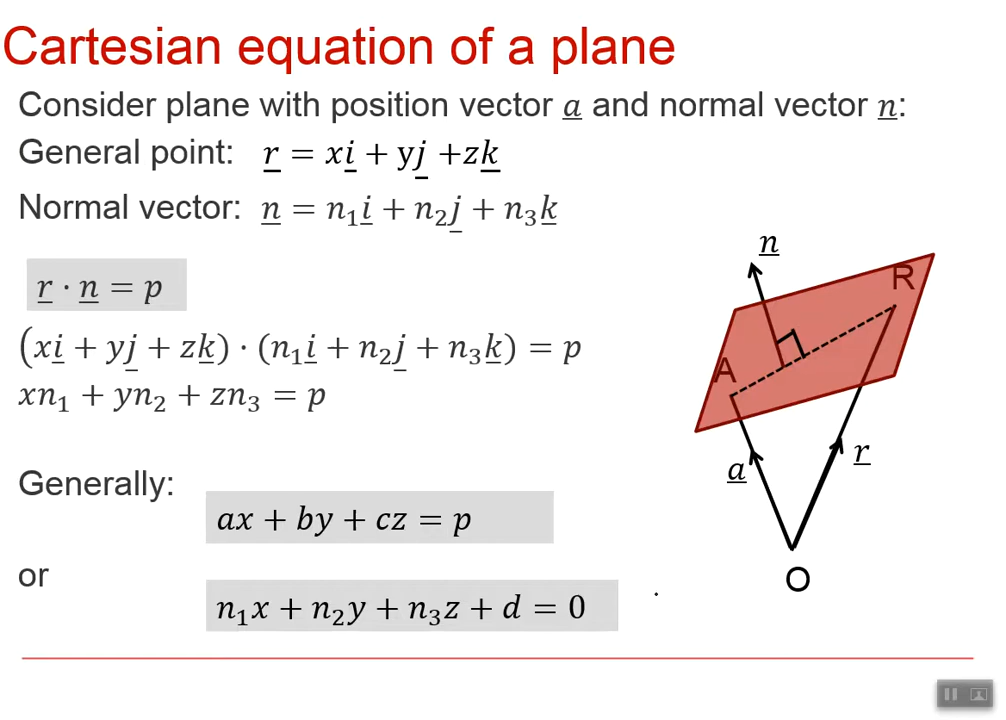 Cartesian equation of a plane
Consider plane with position vector a̲ and normal vector n̲:
General point: r̲ = xi̲ + yj̲ +zk̲
Normal vector: n̲ = n₁i̲ + n₂j̲ + n₃k̲
r̲ · n̲ = p
(xi̲ + yj̲ + zk̲) · (n₁i̲ + n₂j̲ + n₃k̲) = p
xn₁ + yn₂ + zn₃ = p
Generally:
ax + by + cz = p
or
n₁x + n₂y + n₃z + d = 0
n̲
R
A
a̲
r̲
O